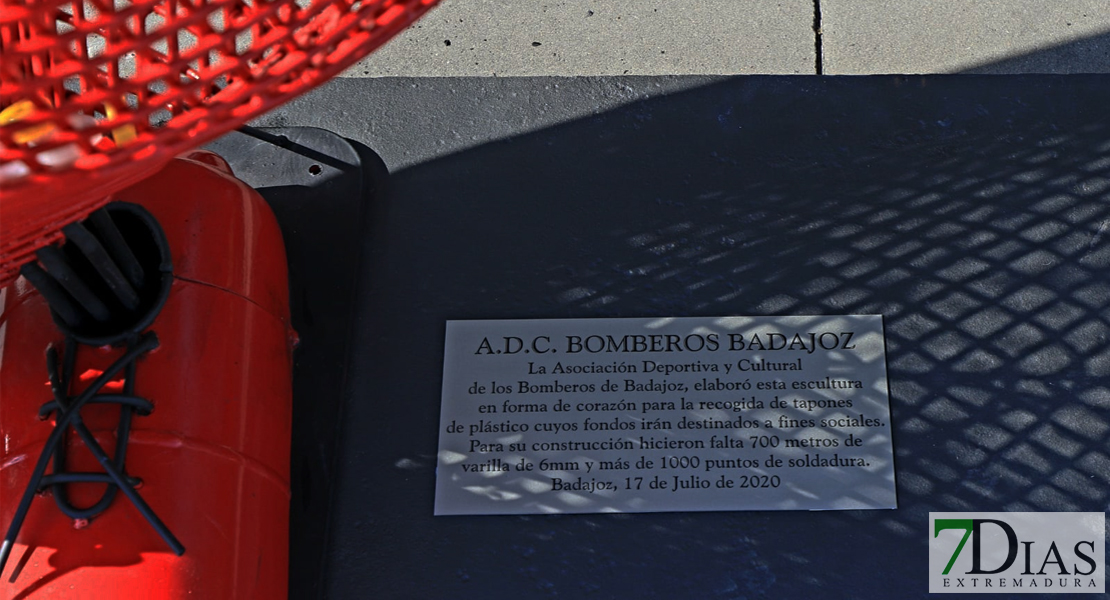 A.D.C. BOMBEROS BADAJOZ
La Asociación Deportiva y Cultural
de los Bomberos de Badajoz, elaboró esta escultura
en forma de corazón para la recogida de tapones
de plástico cuyos fondos irán destinados a fines sociales.
Para su construcción hicieron falta 700 metros de
varilla de 6mm y más de 1000 puntos de soldadura.
Badajoz, 17 de Julio de 2020
7DIAS
EXTREMADURA